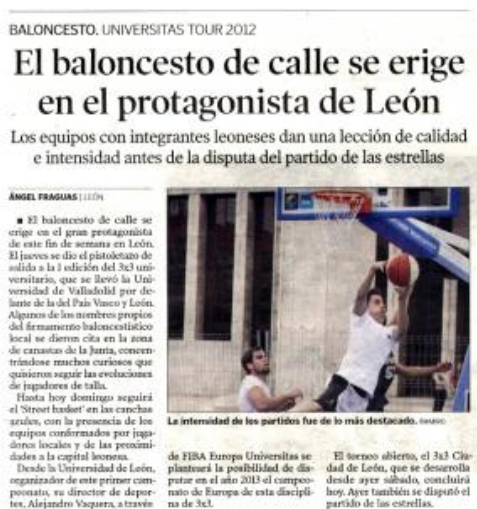 BALONCESTO. UNIVERSITAS TOUR 2012
El baloncesto de calle se erige
en el protagonista de León
Los equipos con integrantes leoneses dan una lección de calidad
e intensidad antes de la disputa del partido de las estrellas
ÁNGEL FRAGUAS | LEÓN
■ El baloncesto de calle se
erige en el gran protagonista
de este fin de semana en León.
El jueves se dio el pistoletazo de
salida a la I edición del 3x3 uni-
versitario, que se llevó la Uni-
versidad de Valladolid por de-
lante de la del País Vasco y León.
Algunos de los nombres propios
del firmamento baloncestístico
local se dieron cita en la zona
de canastas de la Junta, concen-
trándose muchos curiosos que
quisieron seguir las evoluciones
de jugadores de talla.
Hasta hoy domingo seguirá
el 'Street basket' en las canchas
azules, con la presencia de los
equipos conformados por juga-
dores locales y de las proximi-
dades a la capital leonesa.
Desde la Universidad de León,
organizador de este primer cam-
peonato, su director de depor-
tes, Alejandro Vaquera, a través
La intensidad de los partidos fue de lo más destacado. RAMIRO
de FIBA Europa Universitas se
planteará la posibilidad de dis-
putar en el año 2013 el campeo-
nato de Europa de esta discipli-
na de 3x3.
El torneo abierto, el 3x3 Ciu-
dad de León, que se desarrolla
desde ayer sábado, concluirá
hoy. Ayer también se disputó el
partido de las estrellas.